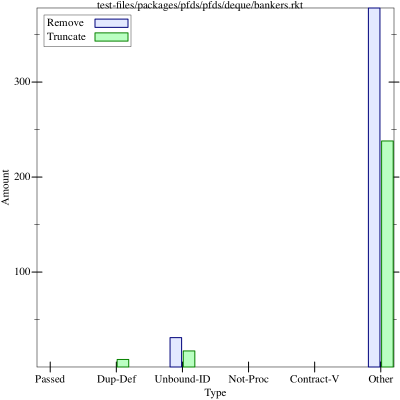 test-files/packages/pfds/pfds/deque/bankers.rkt
Remove
Truncate
300
200
100
Amount
Passed Dup-Def Unbound-ID Not-Proc Contract-V Other
Type